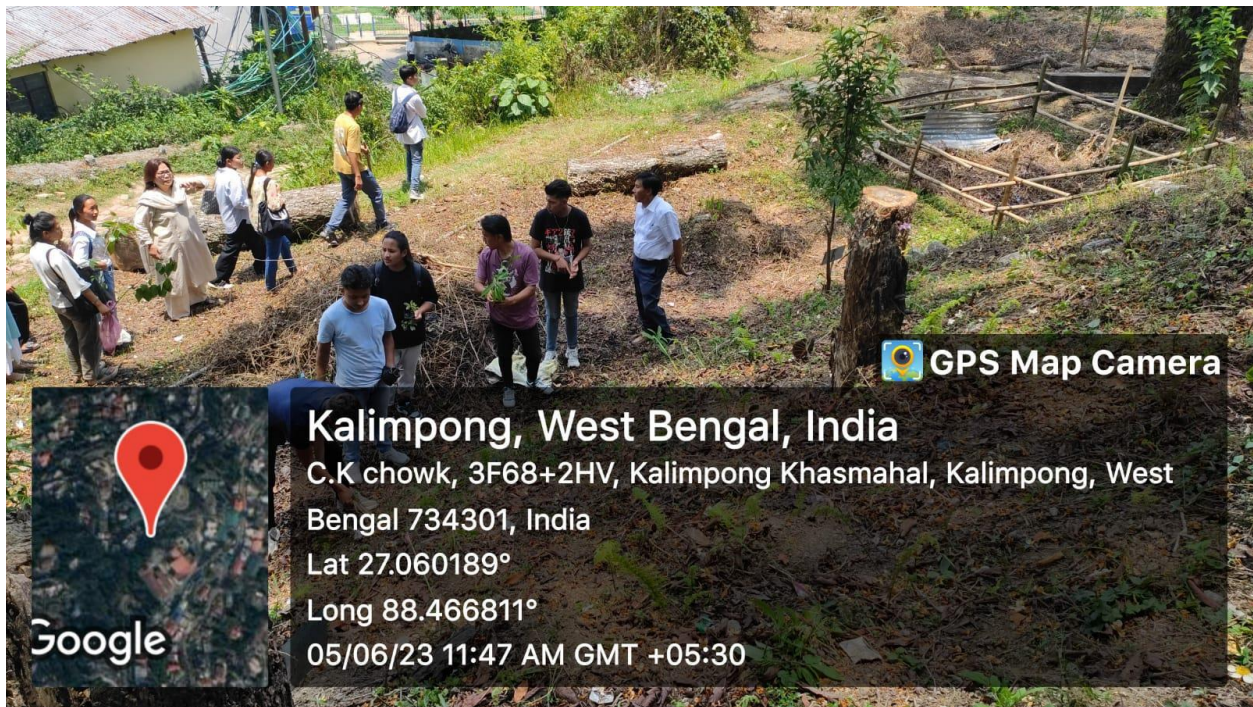 GPS Map Camera
Kalimpong, West Bengal, India
C.K chowk, 3F68+2HV, Kalimpong Khasmahal, Kalimpong, West
Bengal 734301, India
Lat 27.060189°
Long 88.466811°
05/06/23 11:47 AM GMT +05:30
Google